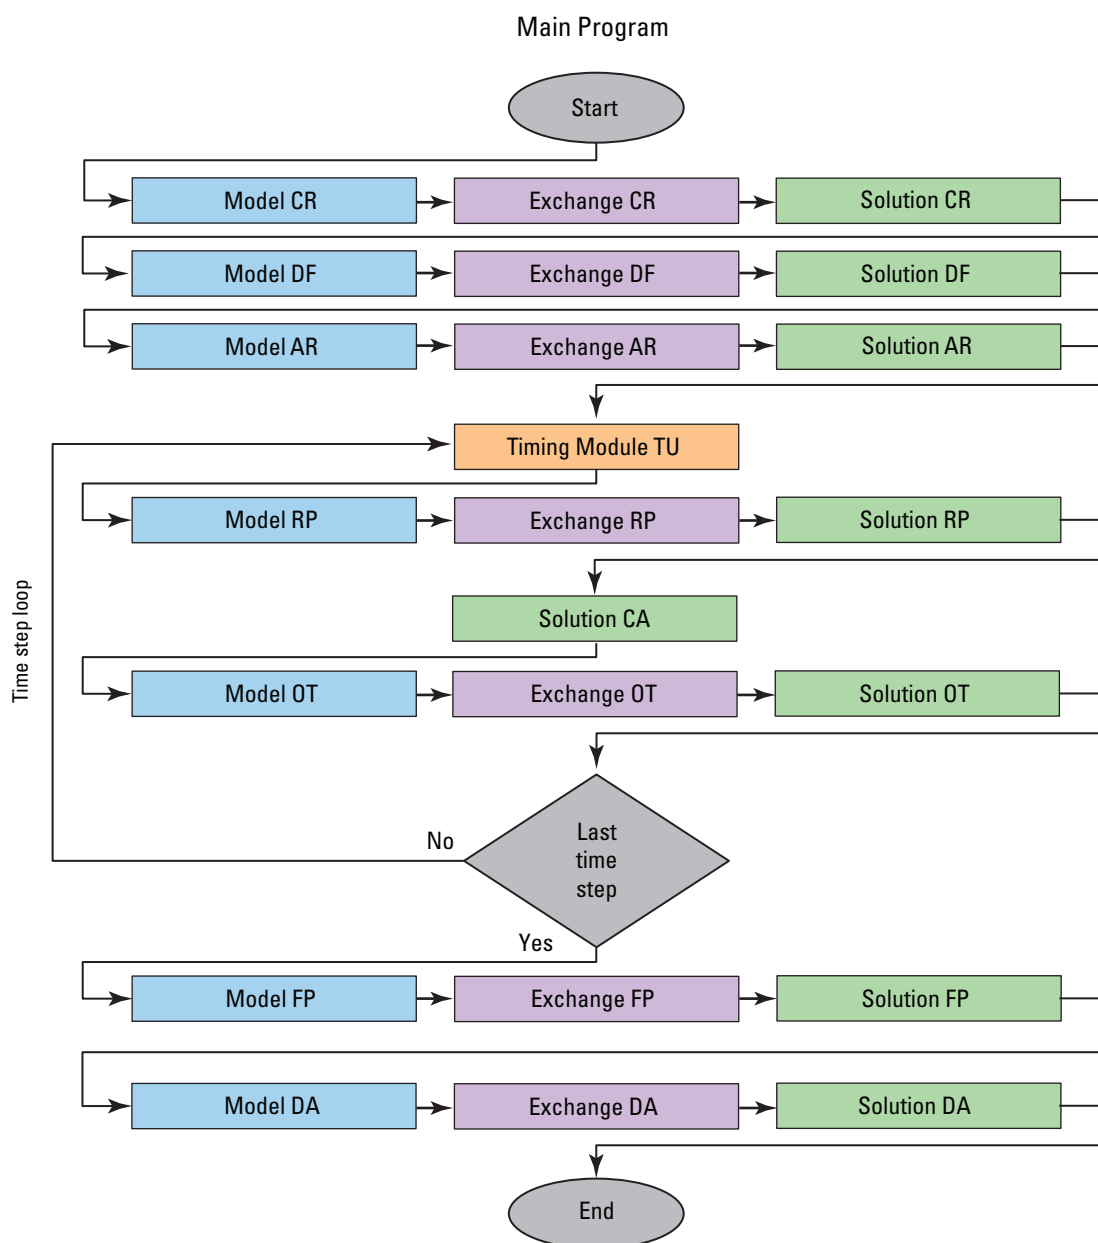 Main Program
Start
Model CR
Exchange CR
Solution CR
Model DF
Exchange DF
Solution DF
Model AR
Exchange AR
Solution AR
Timing Module TU
Model RP
Exchange RP
Solution RP
Time step loop
Solution CA
Model OT
Exchange OT
Solution OT
Last
time
step
No
Yes
Model FP
Exchange FP
Solution FP
Model DA
Exchange DA
Solution DA
End